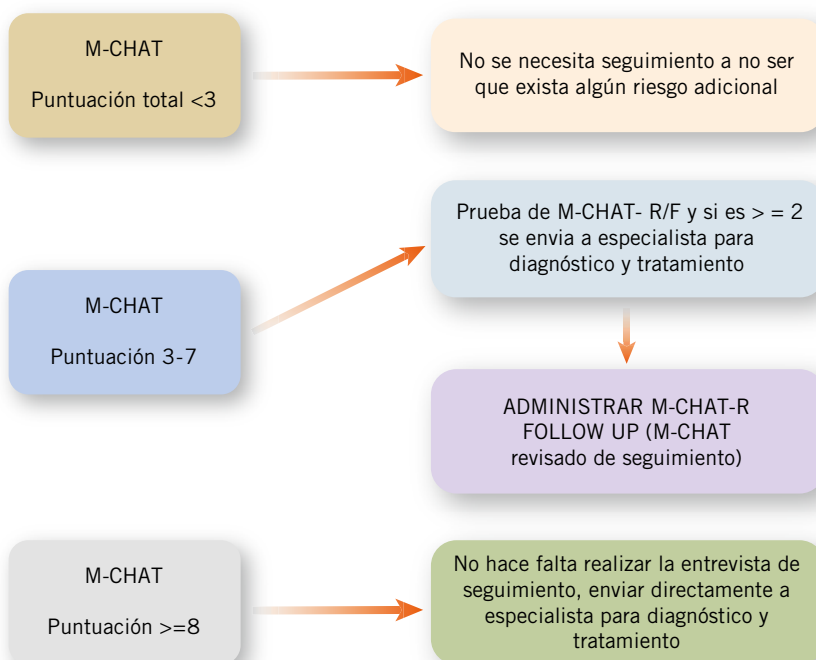 M-CHAT
Puntuación total <3
No se necesita seguimiento a no ser
que exista algún riesgo adicional
M-CHAT
Puntuación 3-7
Prueba de M-CHAT- R/F y si es > = 2
se envia a especialista para
diagnóstico y tratamiento
ADMINISTRAR M-CHAT-R
FOLLOW UP (M-CHAT
revisado de seguimiento)
M-CHAT
Puntuación >=8
No hace falta realizar la entrevista de
seguimiento, enviar directamente a
especialista para diagnóstico y
tratamiento